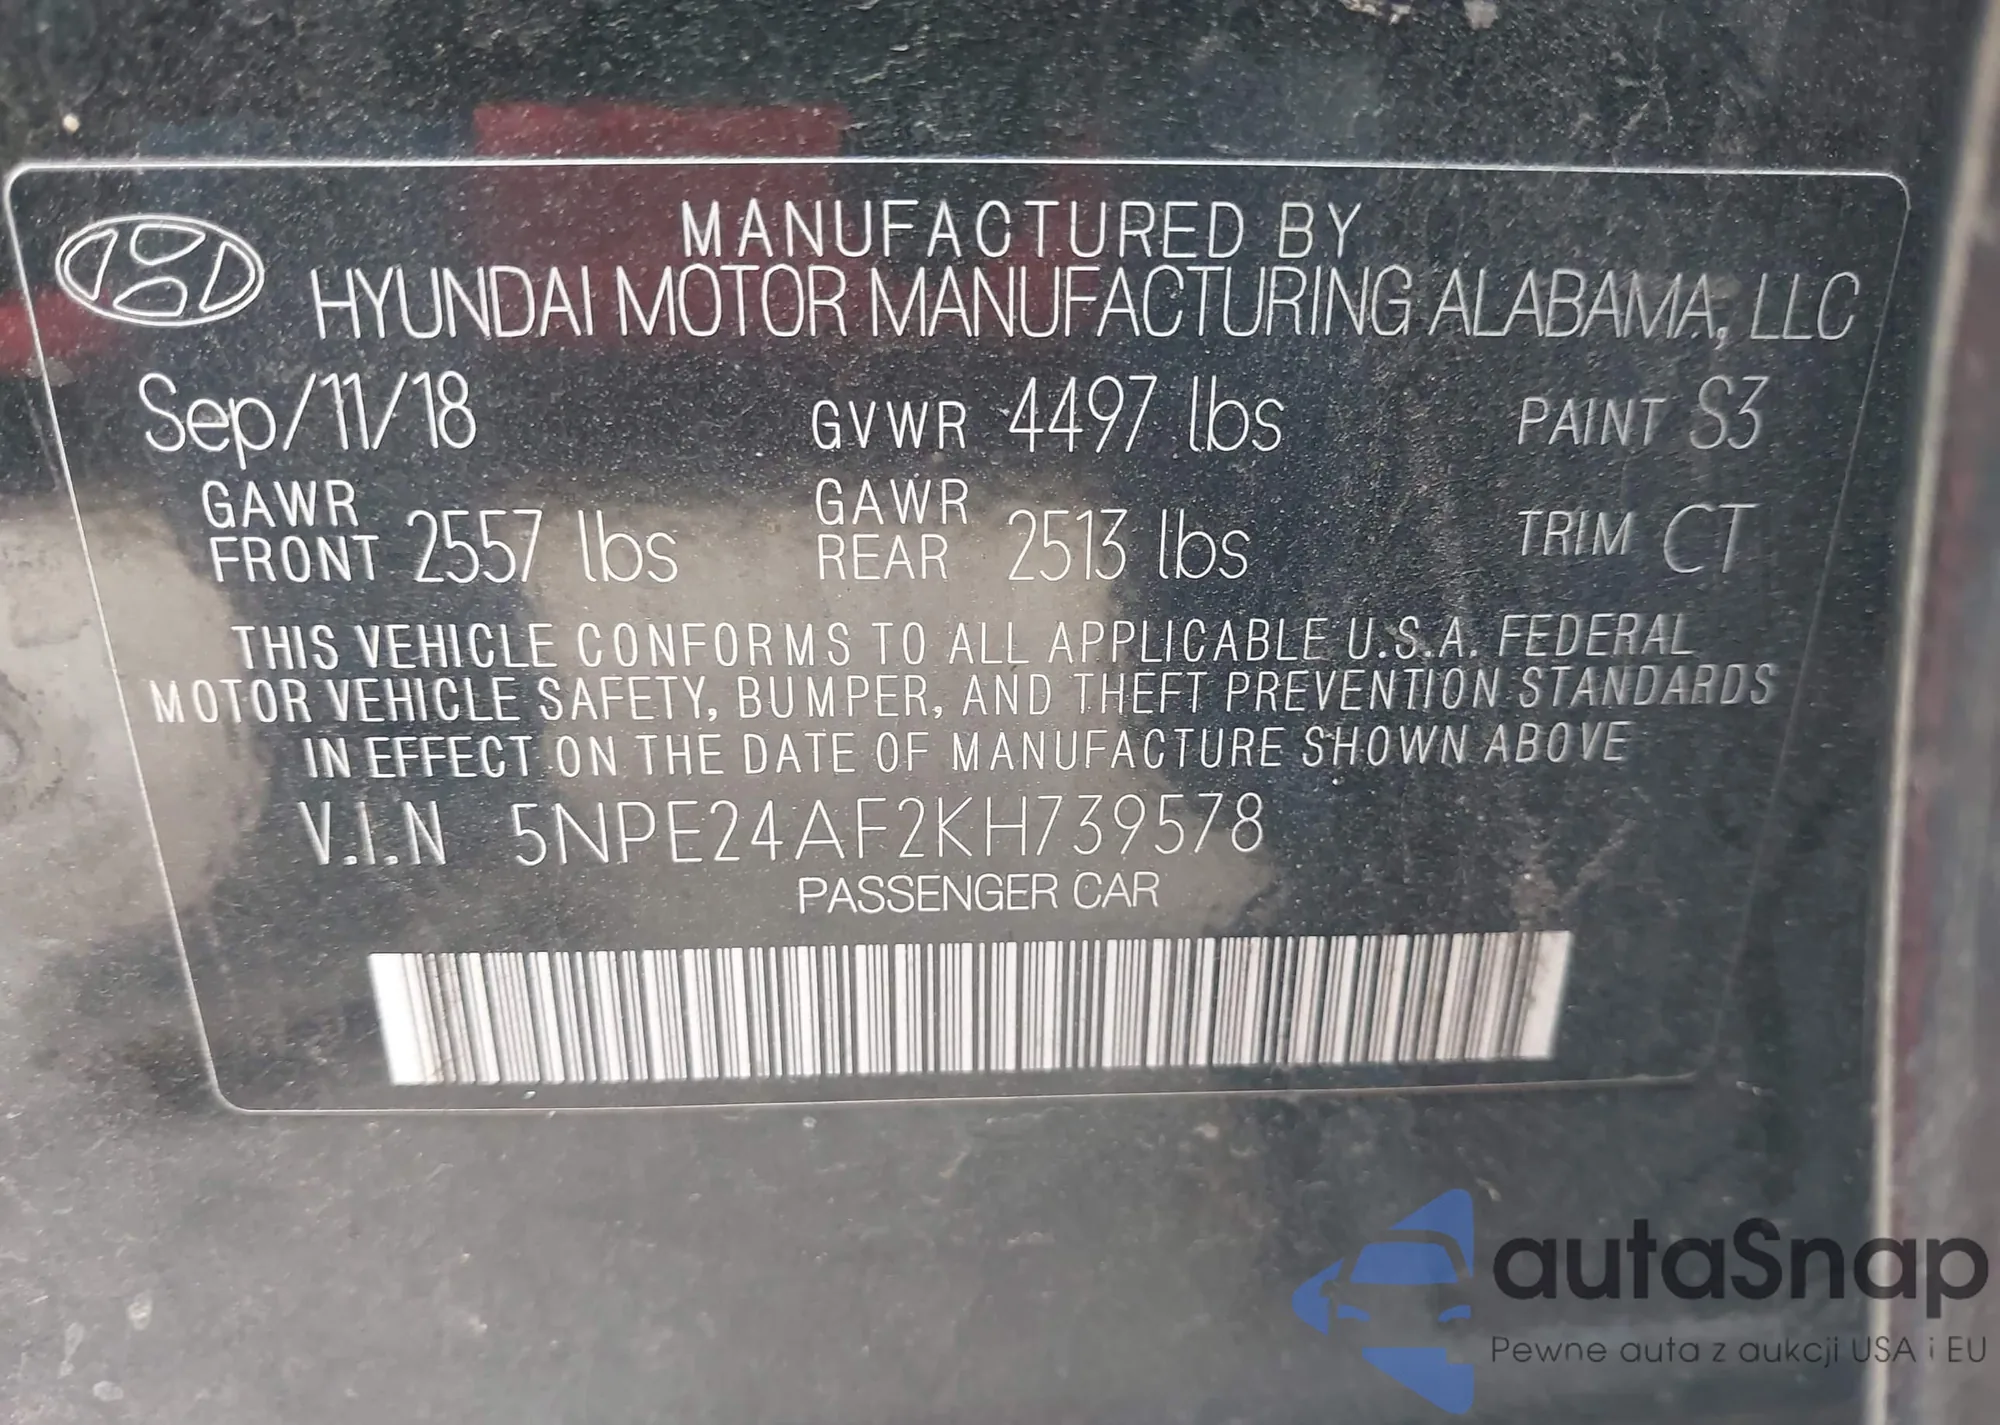 MANUFACTURED BY
HYUNDAI MOTOR MANUFACTURING ALABAMA, LLC
Sep/11/18 GVWR 4497 lbs PAINT S3
GAWR FRONT 2557 lbs GAWR REAR 2513 lbs TRIM CT
THIS VEHICLE CONFORMS TO ALL APPLICABLE U.S.A. FEDERAL
MOTOR VEHICLE SAFETY, BUMPER, AND THEFT PREVENTION STANDARDS
IN EFFECT ON THE DATE OF MANUFACTURE SHOWN ABOVE
V.I.N 5NPE24AF2KH739578
PASSENGER CAR
autaSnap
Pewne auta z aukcji USA i EU